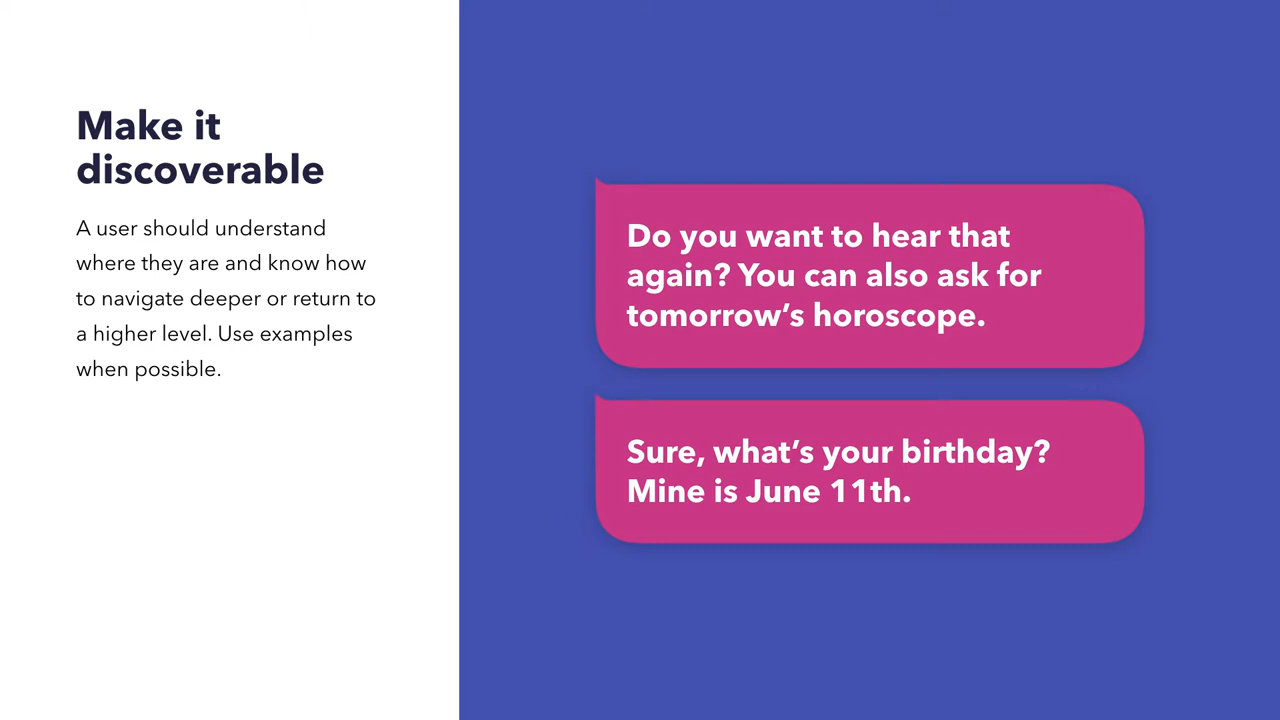 Make it
discoverable
A user should understand
where they are and know how
to navigate deeper or return to
a higher level. Use examples
when possible.
Do you want to hear that
again? You can also ask for
tomorrow’s horoscope.
Sure, what’s your birthday?
Mine is June 11th.